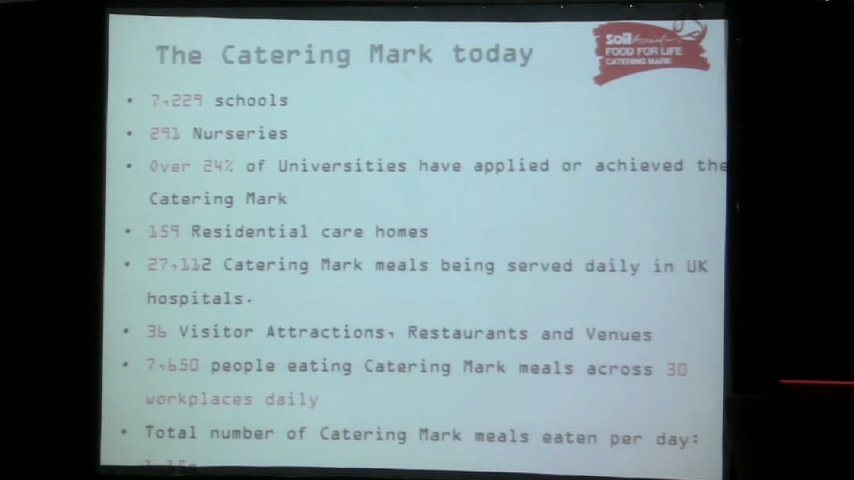 The Catering Mark today
Soil Association
FOOD FOR LIFE
CATERING MARK
• 7,229 schools
• 291 Nurseries
• Over 24% of Universities have applied or achieved the
Catering Mark
• 159 Residential care homes
• 27,112 Catering Mark meals being served daily in UK
hospitals.
• 36 Visitor Attractions, Restaurants and Venues
• 7,650 people eating Catering Mark meals across 30
workplaces daily
• Total number of Catering Mark meals eaten per day: